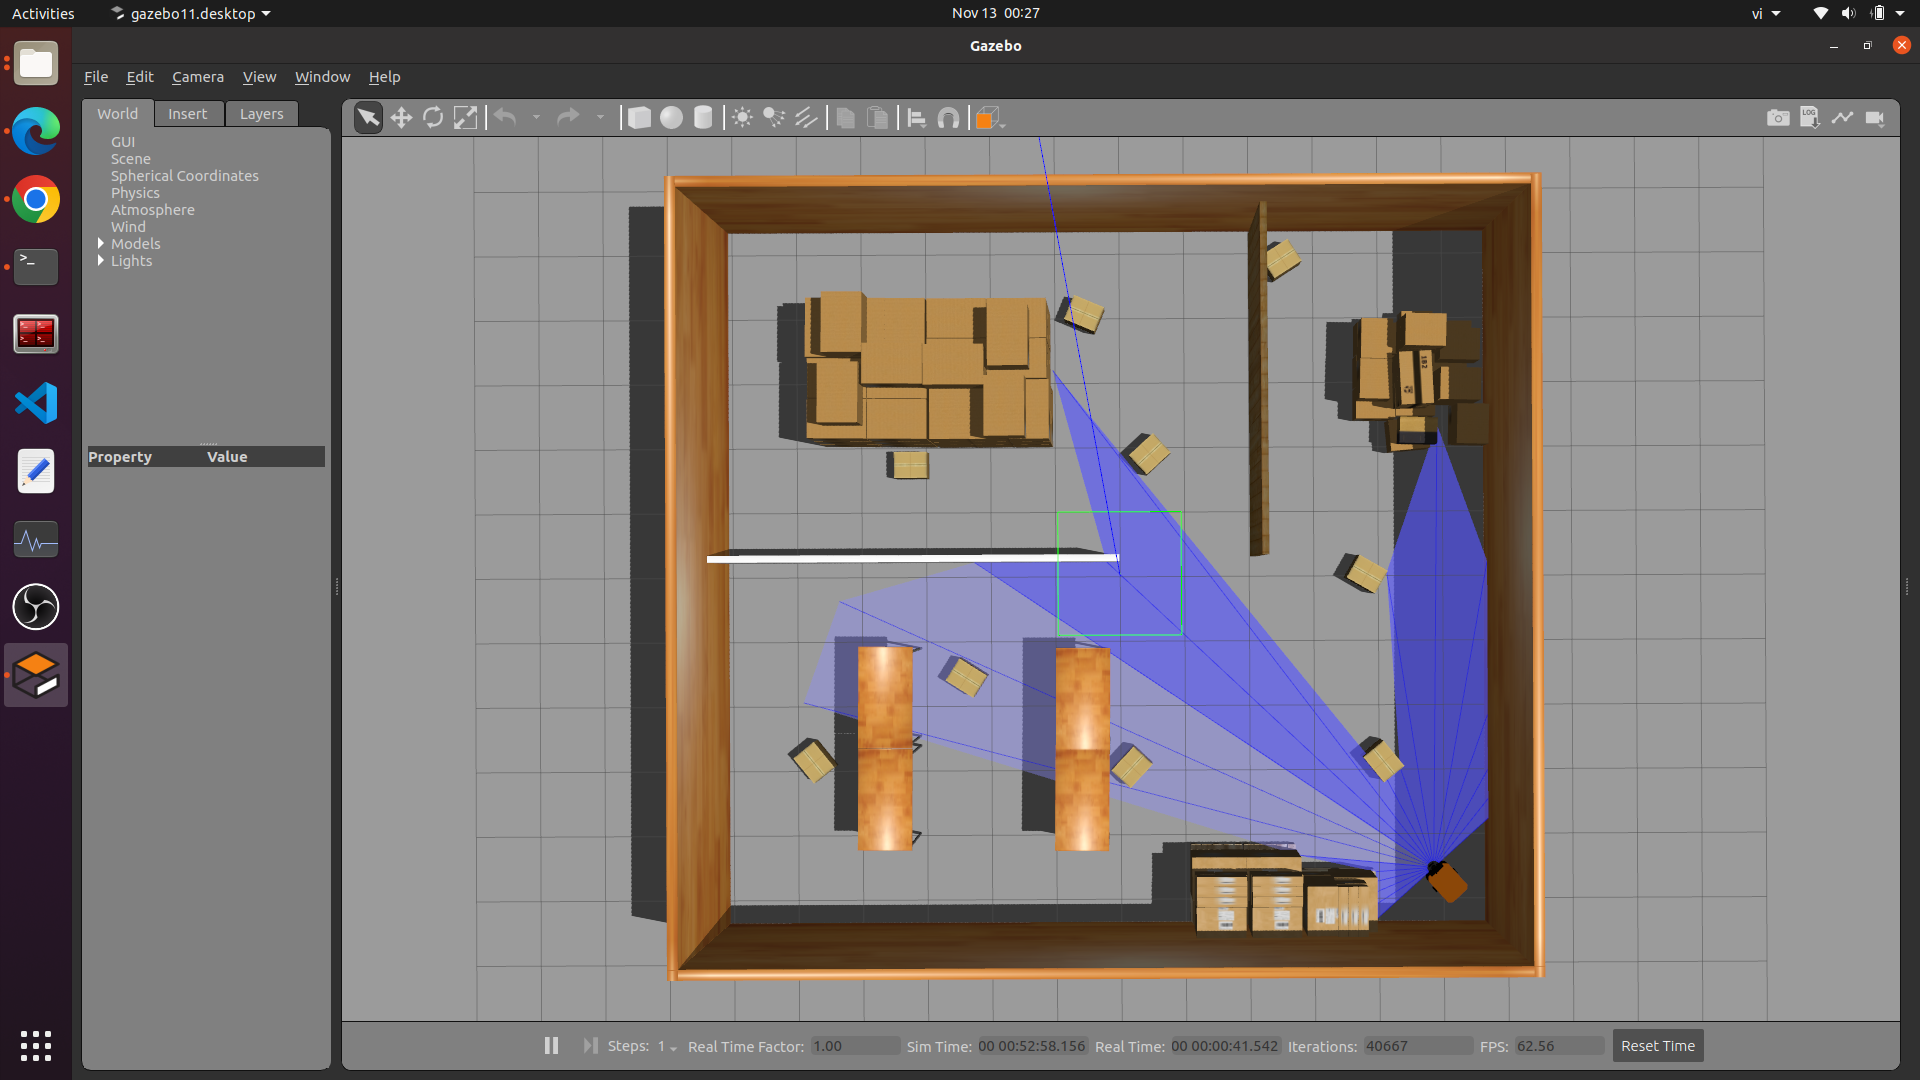 Activities gazebo11.desktop Nov 13 00:27 vi
Gazebo
File Edit Camera View Window Help
World Insert Layers
GUI
Scene
Spherical Coordinates
Physics
Atmosphere
Wind
Models
Lights
Property Value
LOG
Steps: 1 Real Time Factor: 1.00 Sim Time: 00 00:52:58.156 Real Time: 00 00:00:41.542 Iterations: 40667 FPS: 62.56 Reset Time